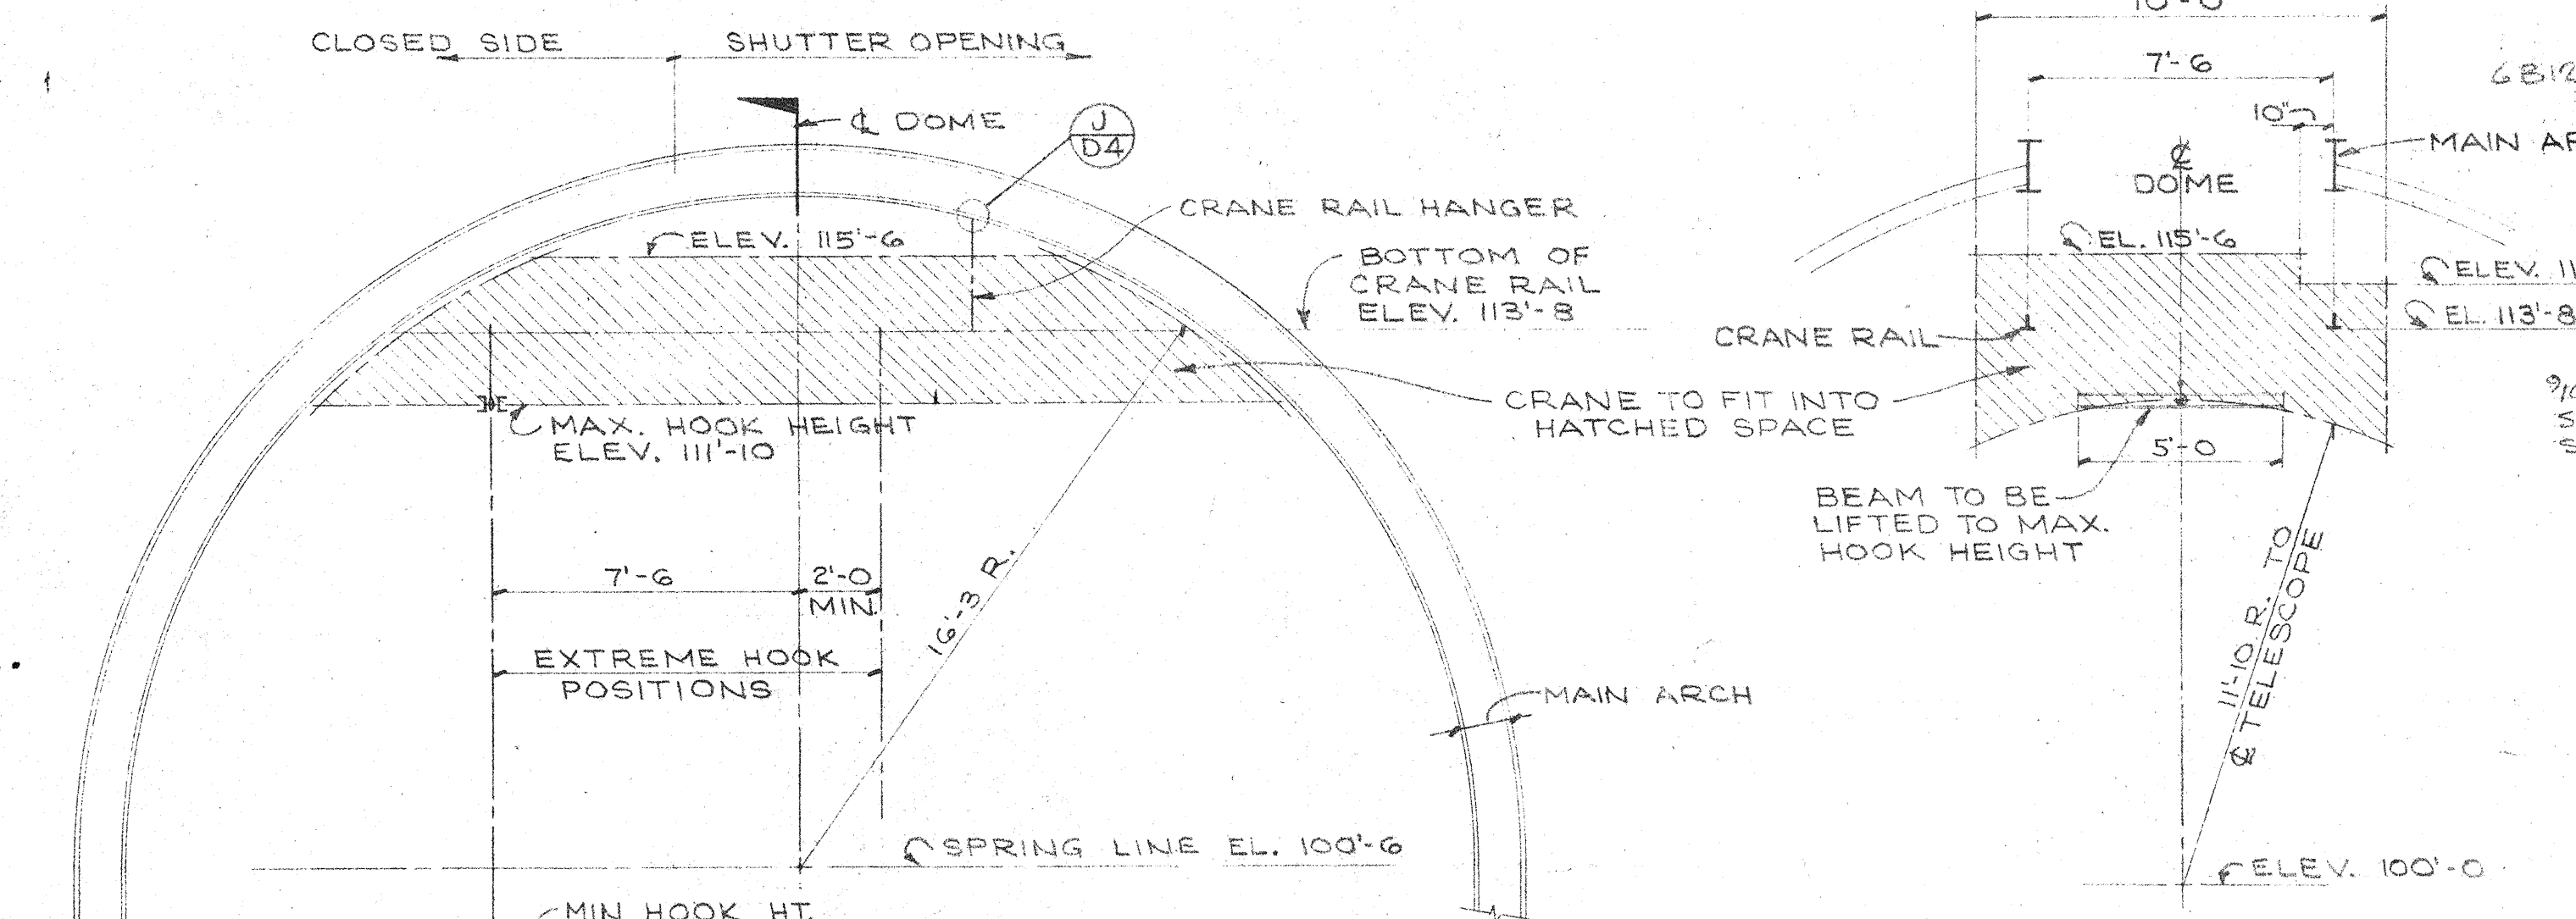 CLOSED SIDE
SHUTTER OPENING
℄ DOME
J
D4
CRANE RAIL HANGER
ELEV. 115'-6
BOTTOM OF
CRANE RAIL
ELEV. 113'-8
MAX. HOOK HEIGHT
ELEV. 111'-10
CRANE TO FIT INTO
HATCHED SPACE
7'-6
2'-0
MIN.
EXTREME HOOK
POSITIONS
16'-3 R.
MAIN ARCH
SPRING LINE EL. 100'-6
MIN HOOK HT.
10'-0
7'-6
10"
6B12
MAIN
℄
DOME
EL. 115'-6
ELEV.
EL. 113'-8
CRANE RAIL
5'-0
BEAM TO BE
LIFTED TO MAX.
HOOK HEIGHT
11'-10 R. TO
℄ TELESCOPE
ELEV. 100'-0